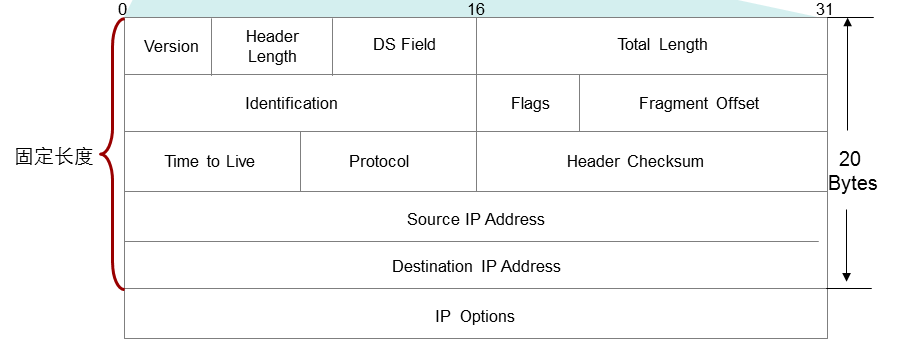 0 16 31
Version Header Length DS Field Total Length
Identification Flags Fragment Offset
固定长度 Time to Live Protocol Header Checksum 20 Bytes
Source IP Address
Destination IP Address
IP Options